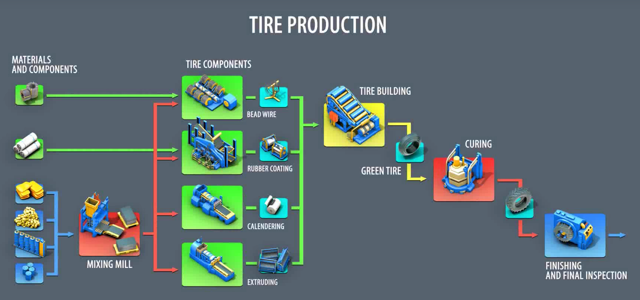 TIRE PRODUCTION
MATERIALS
AND COMPONENTS
TIRE COMPONENTS
BEAD WIRE
TIRE BUILDING
RUBBER COATING
GREEN TIRE
CURING
CALENDERING
MIXING MILL
EXTRUDING
FINISHING
AND FINAL INSPECTION